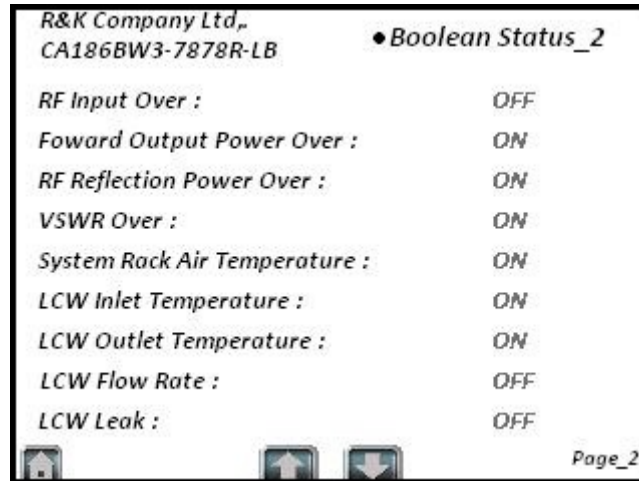 R&K Company Ltd,.
CA186BW3-7878R-LB
●Boolean Status_2
RF Input Over : OFF
Foward Output Power Over : ON
RF Reflection Power Over : ON
VSWR Over : ON
System Rack Air Temperature : ON
LCW Inlet Temperature : ON
LCW Outlet Temperature : ON
LCW Flow Rate : OFF
LCW Leak : OFF
Page_2